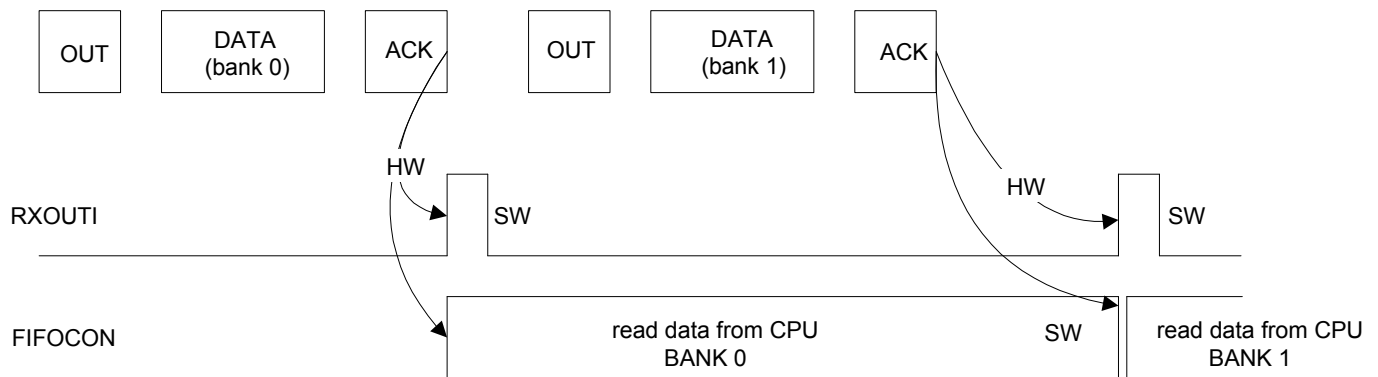 OUT
DATA
(bank 0)
ACK
OUT
DATA
(bank 1)
ACK
HW
HW
RXOUTI
SW
SW
FIFOCON
read data from CPU
BANK 0
SW
read data from CPU
BANK 1